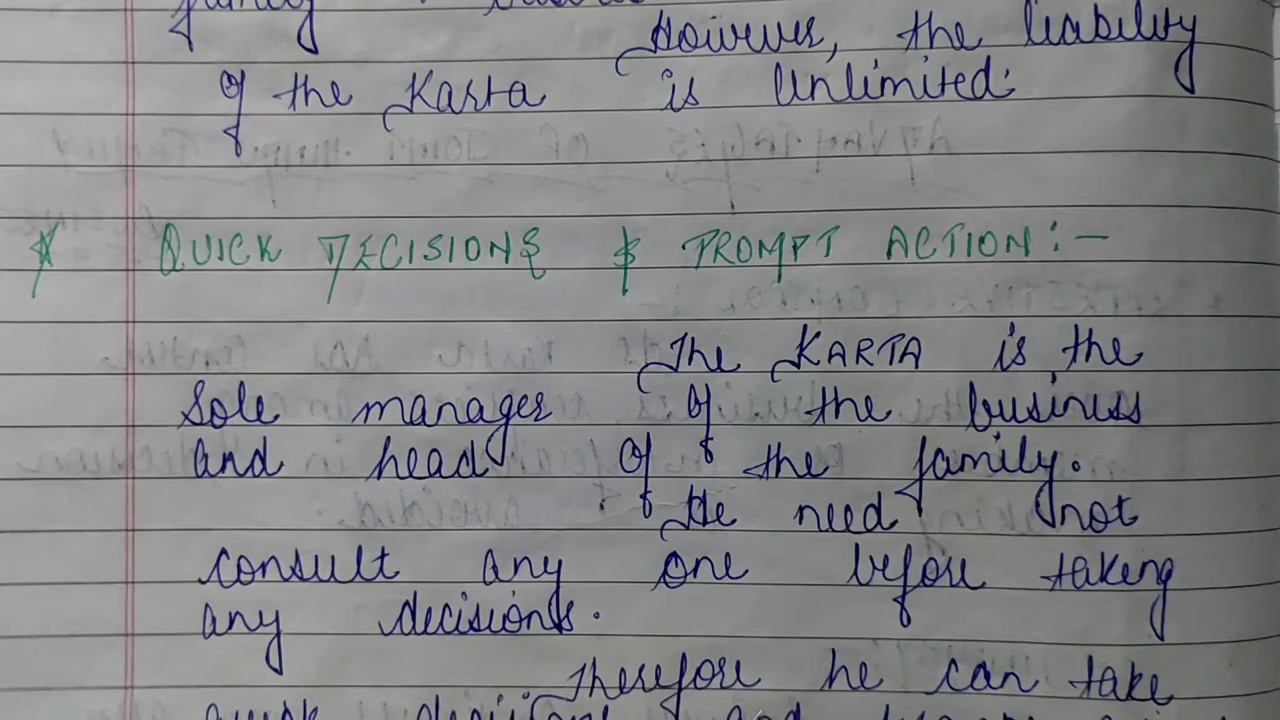 However, the liability
of the Karta is Unlimited.
* QUICK DECISIONS & PROMPT ACTION:-
The KARTA is the
Sole manager of the business
and head of the family.
He need not
consult any one before taking
any decisions.
Therefore he can take